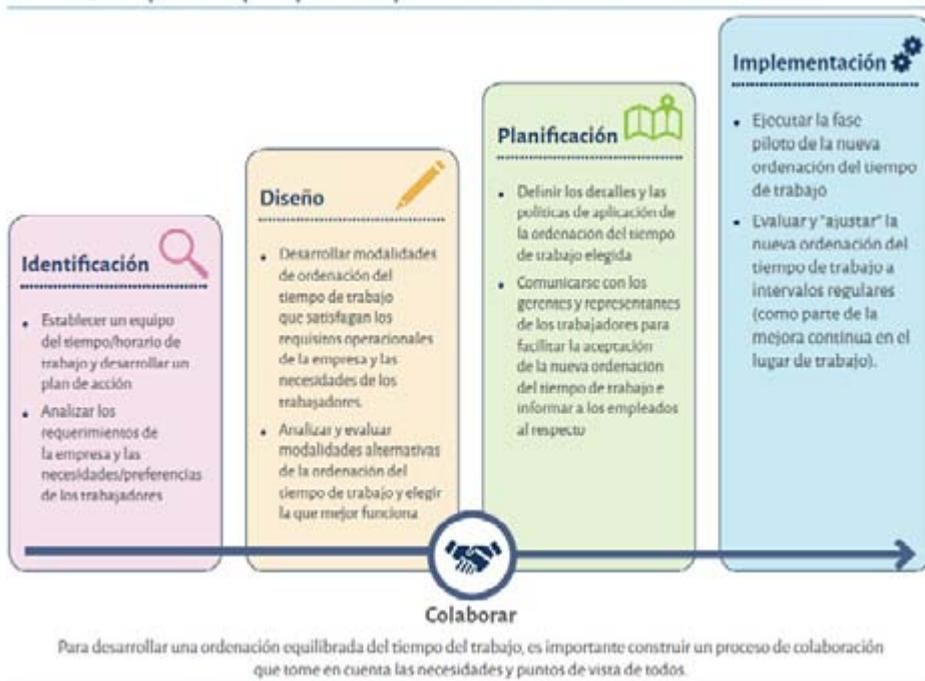 Identificación
• Establecer un equipo
del tiempo/horario de
trabajo y desarrollar un
plan de acción
• Analizar los
requerimientos de
la empresa y las
necesidades/preferencias
de los trabajadores
Diseño
• Desarrollar modalidades
de ordenación del
tiempo de trabajo
que satisfagan los
requisitos operacionales
de la empresa y las
necesidades de los
trabajadores.
• Analizar y evaluar
modalidades alternativas
de la ordenación del
tiempo de trabajo y elegir
la que mejor funciona
Planificación
• Definir los detalles y las
políticas de aplicación de
la ordenación del tiempo
de trabajo elegida
• Comunicarse con los
gerentes y representantes
de los trabajadores para
facilitar la aceptación
de la nueva ordenación
del tiempo de trabajo e
informar a los empleados
al respecto
Implementación
• Ejecutar la fase
piloto de la nueva
ordenación del tiempo
de trabajo
• Evaluar y "ajustar" la
nueva ordenación del
tiempo de trabajo a
intervalos regulares
(como parte de la
mejora continua en el
lugar de trabajo).
Colaborar
Para desarrollar una ordenación equilibrada del tiempo del trabajo, es importante construir un proceso de colaboración
que tome en cuenta las necesidades y puntos de vista de todos.